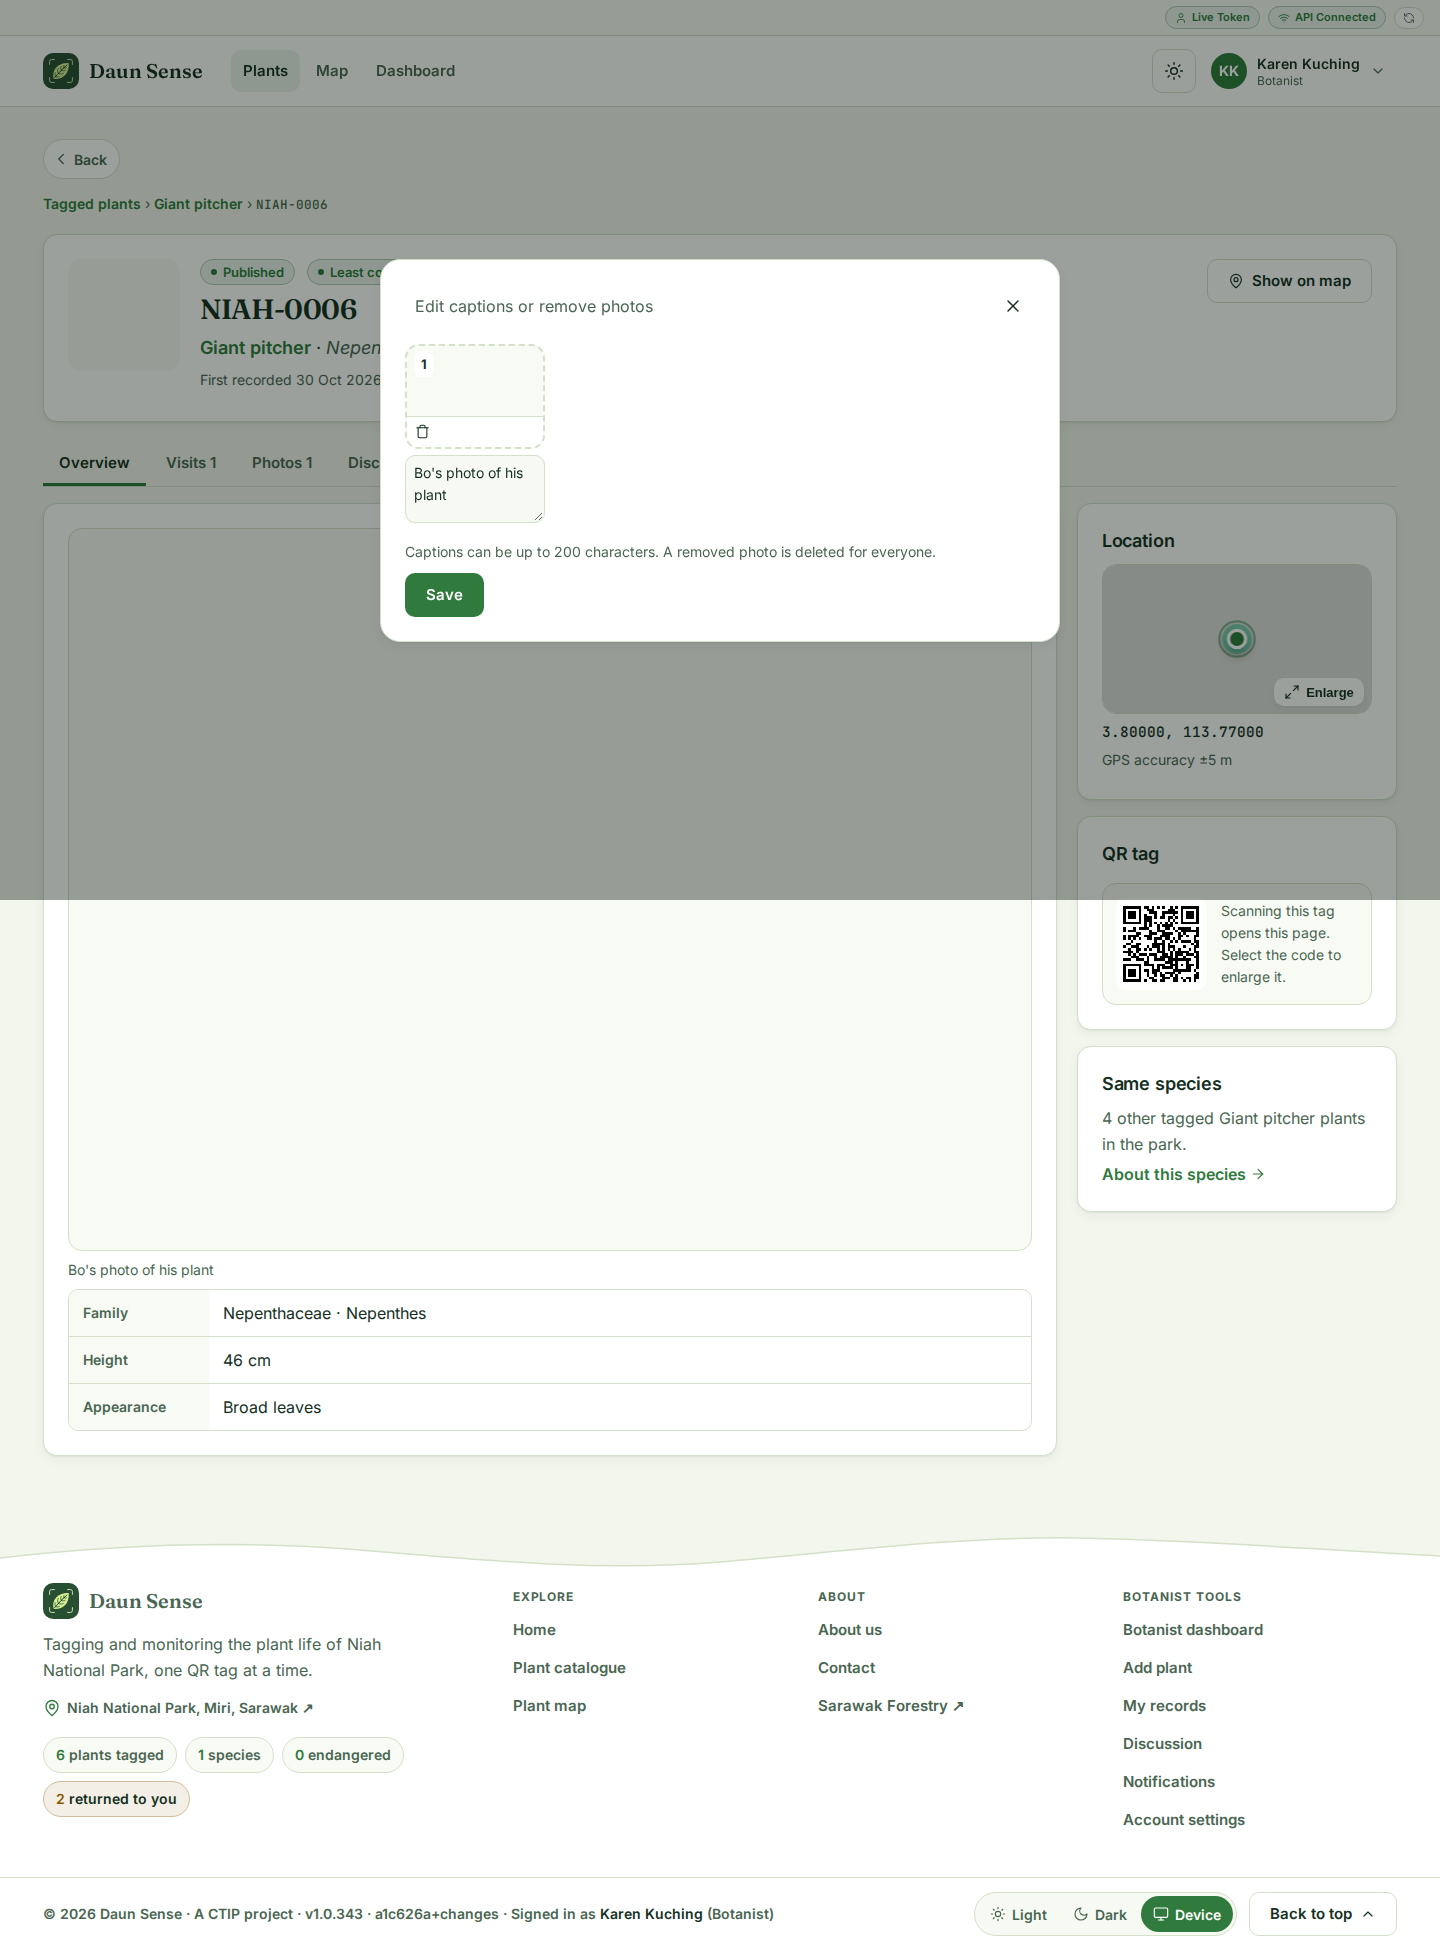 Live Token
API Connected
Daun Sense
Plants
Map
Dashboard
KK
Karen Kuching
Botanist
Back
Tagged plants › Giant pitcher › NIAH-0006
Published
Least co
NIAH-0006
Giant pitcher · Nepen
First recorded 30 Oct 2026
Show on map
Edit captions or remove photos
1
Bo's photo of his
plant
Captions can be up to 200 characters. A removed photo is deleted for everyone.
Save
Overview
Visits 1
Photos 1
Disc
Location
Enlarge
3.80000, 113.77000
GPS accuracy ±5 m
QR tag
Scanning this tag
opens this page.
Select the code to
enlarge it.
Same species
4 other tagged Giant pitcher plants
in the park.
About this species →
Bo's photo of his plant
Family
Nepenthaceae · Nepenthes
Height
46 cm
Appearance
Broad leaves
Daun Sense
Tagging and monitoring the plant life of Niah
National Park, one QR tag at a time.
Niah National Park, Miri, Sarawak ↗
6 plants tagged
1 species
0 endangered
2 returned to you
EXPLORE
Home
Plant catalogue
Plant map
ABOUT
About us
Contact
Sarawak Forestry ↗
BOTANIST TOOLS
Botanist dashboard
Add plant
My records
Discussion
Notifications
Account settings
© 2026 Daun Sense · A CTIP project · v1.0.343 · a1c626a+changes · Signed in as Karen Kuching (Botanist)
Light
Dark
Device
Back to top